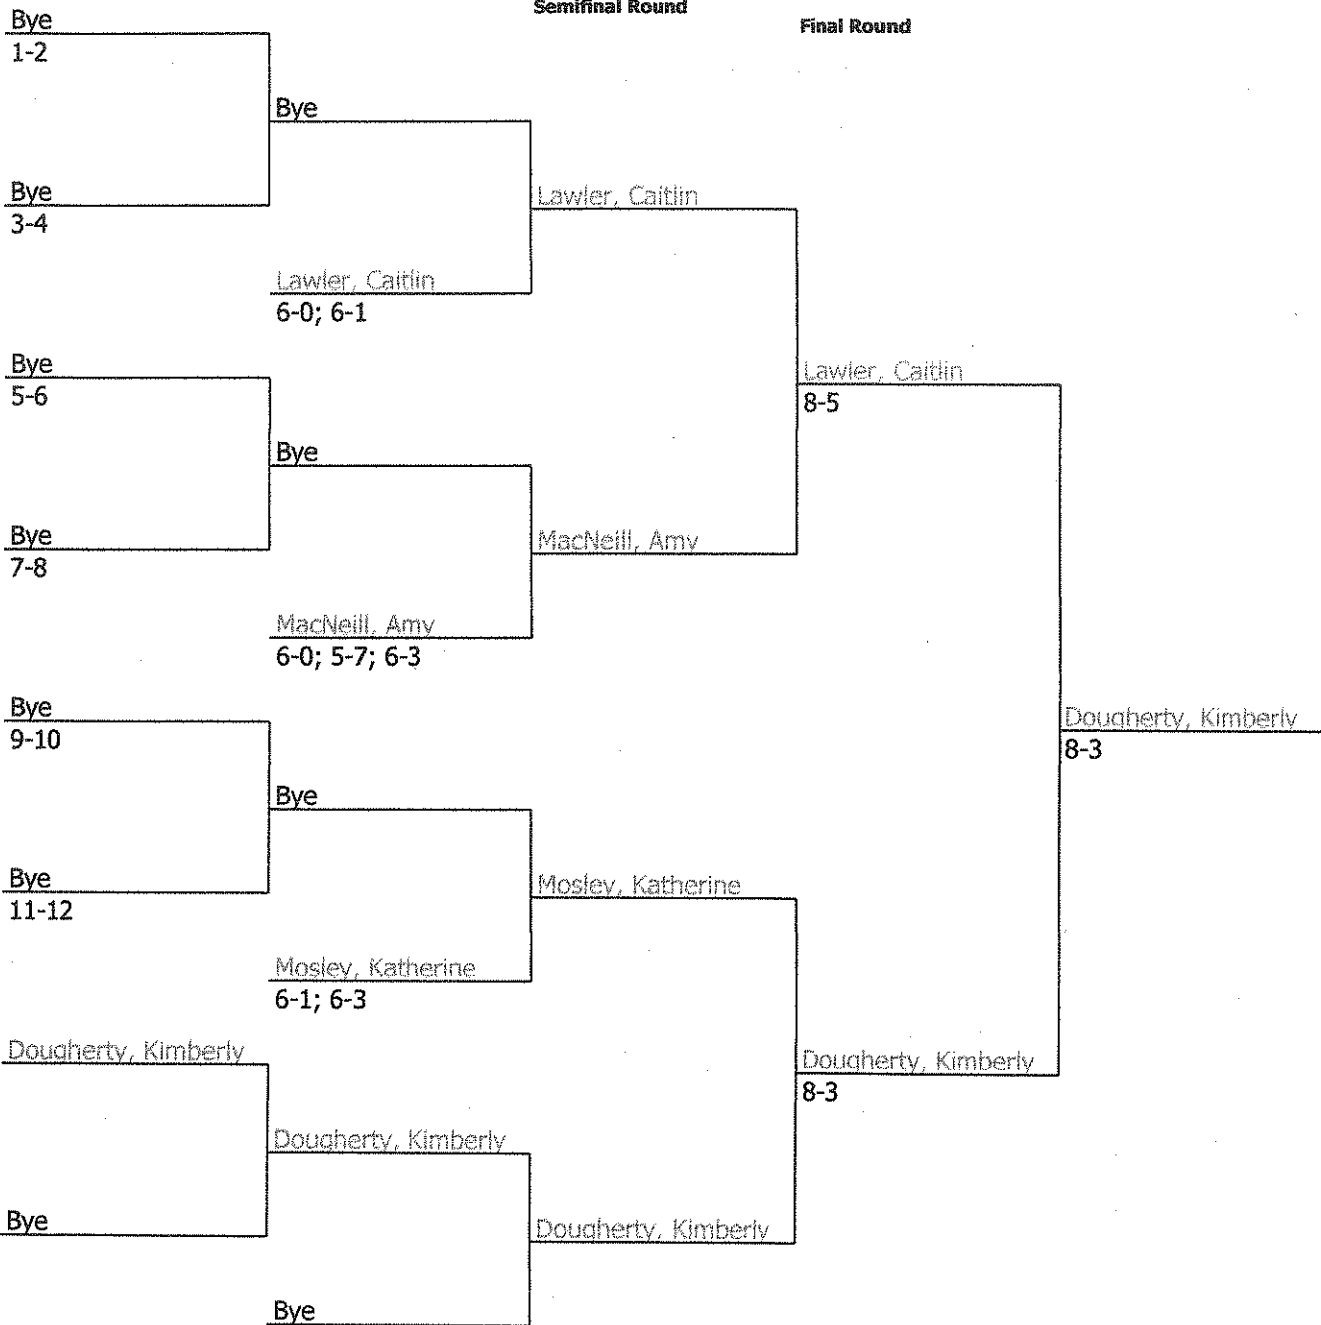 Semifinal Round
Final Round
Bye
1-2
Bye
Bye
3-4
Lawler, Caitlin
Lawler, Caitlin
6-0; 6-1
Bye
5-6
Lawler, Caitlin
8-5
Bye
Bye
7-8
MacNeill, Amy
MacNeill, Amy
6-0; 5-7; 6-3
Bye
9-10
Dougherty, Kimberly
8-3
Bye
Bye
11-12
Mosley, Katherine
Mosley, Katherine
6-1; 6-3
Dougherty, Kimberly
Dougherty, Kimberly
8-3
Dougherty, Kimberly
Bye
Dougherty, Kimberly
Bye